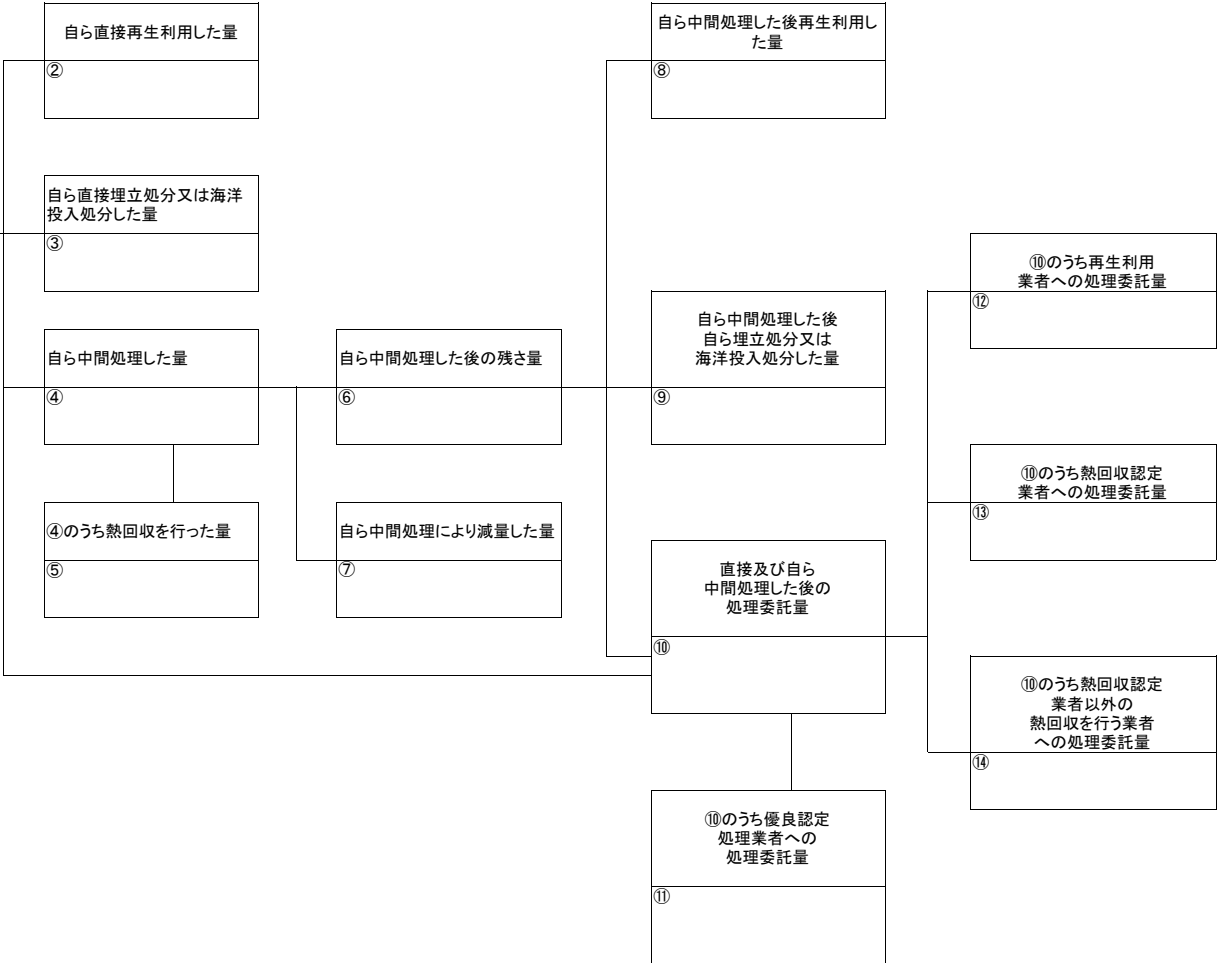 自ら直接再生利用した量
②
自ら中間処理した後再生利用し
た量
⑧
自ら直接埋立処分又は海洋
投入処分した量
③
⑩のうち再生利用
業者への処理委託量
⑫
自ら中間処理した量
④
自ら中間処理した後の残さ量
⑥
自ら中間処理した後
自ら埋立処分又は
海洋投入処分した量
⑨
⑩のうち熱回収認定
業者への処理委託量
⑬
④のうち熱回収を行った量
⑤
自ら中間処理により減量した量
⑦
直接及び自ら
中間処理した後の
処理委託量
⑩
⑩のうち熱回収認定
業者以外の
熱回収を行う業者
への処理委託量
⑭
⑩のうち優良認定
処理業者への
処理委託量
⑪